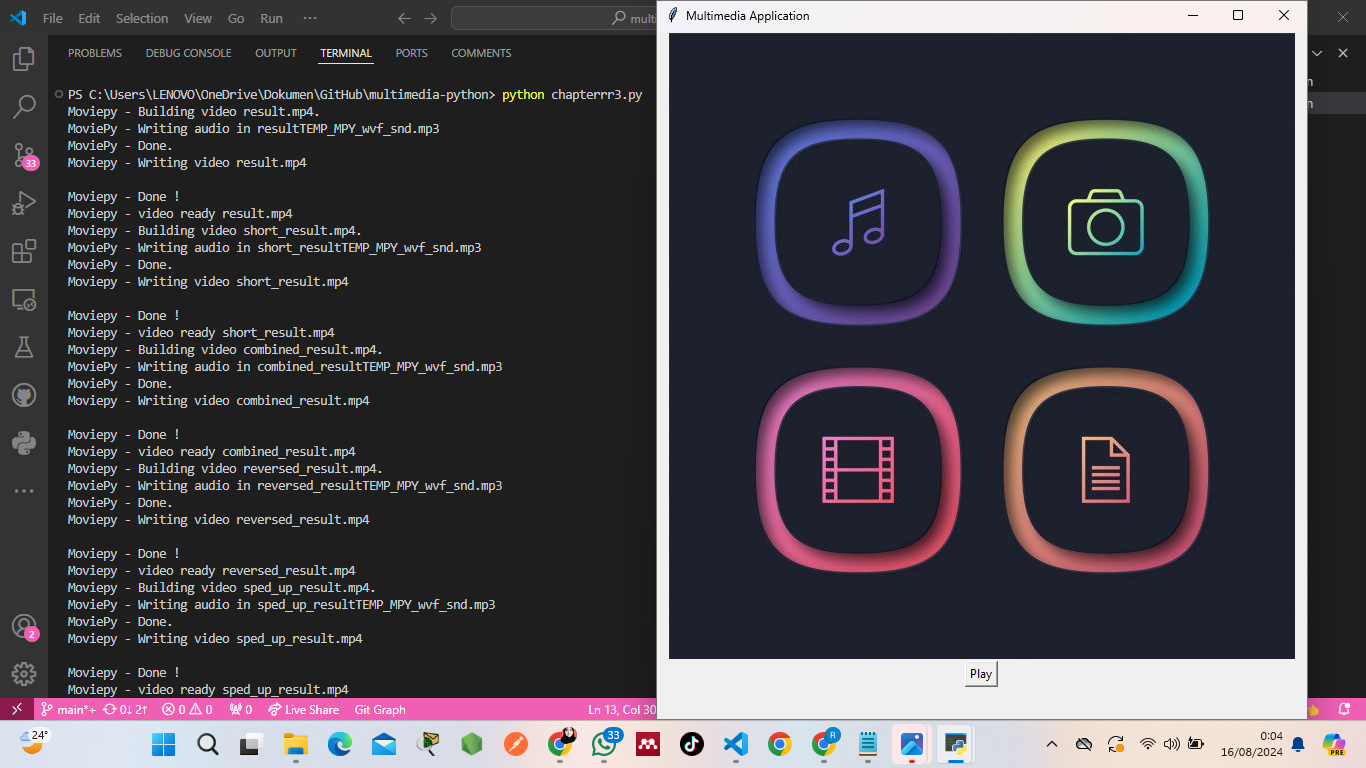 File Edit Selection View Go Run ···
multi
Multimedia Application
PROBLEMS DEBUG CONSOLE OUTPUT TERMINAL PORTS COMMENTS
PS C:\Users\LENOVO\OneDrive\Dokumen\GitHub\multimedia-python> python chapterrr3.py
Moviepy - Building video result.mp4.
MoviePy - Writing audio in resultTEMP_MPY_wvf_snd.mp3
MoviePy - Done.
Moviepy - Writing video result.mp4
Moviepy - Done !
Moviepy - video ready result.mp4
Moviepy - Building video short_result.mp4.
MoviePy - Writing audio in short_resultTEMP_MPY_wvf_snd.mp3
MoviePy - Done.
Moviepy - Writing video short_result.mp4
Moviepy - Done !
Moviepy - video ready short_result.mp4
Moviepy - Building video combined_result.mp4.
MoviePy - Writing audio in combined_resultTEMP_MPY_wvf_snd.mp3
MoviePy - Done.
Moviepy - Writing video combined_result.mp4
Moviepy - Done !
Moviepy - video ready combined_result.mp4
Moviepy - Building video reversed_result.mp4.
MoviePy - Writing audio in reversed_resultTEMP_MPY_wvf_snd.mp3
MoviePy - Done.
Moviepy - Writing video reversed_result.mp4
Moviepy - Done !
Moviepy - video ready reversed_result.mp4
Moviepy - Building video sped_up_result.mp4.
MoviePy - Writing audio in sped_up_resultTEMP_MPY_wvf_snd.mp3
MoviePy - Done.
Moviepy - Writing video sped_up_result.mp4
Moviepy - Done !
Moviepy - video ready sped_up_result.mp4
33
2
Play
main*+ 0↓ 2↑ 0 0 0 Live Share Git Graph Ln 13, Col 30
24°
33
R
0:04
16/08/2024
PRE